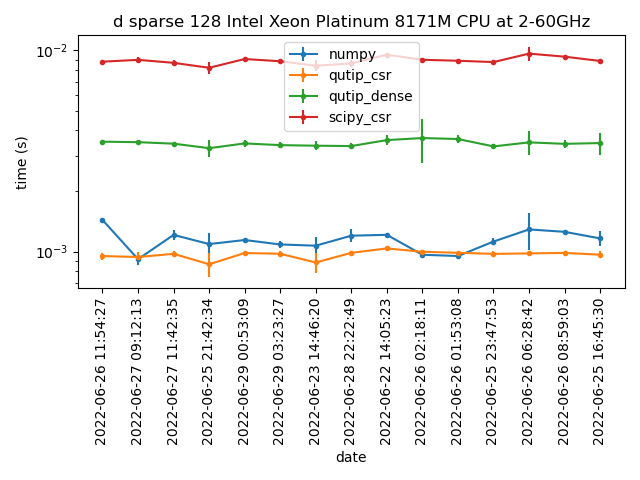 d sparse 128 Intel Xeon Platinum 8171M CPU at 2-60GHz
numpy
qutip_csr
qutip_dense
scipy_csr
time (s)
10⁻²
10⁻³
2022-06-26 11:54:27
2022-06-27 09:12:13
2022-06-27 11:42:35
2022-06-25 21:42:34
2022-06-29 00:53:09
2022-06-29 03:23:27
2022-06-23 14:46:20
2022-06-28 22:22:49
2022-06-22 14:05:23
2022-06-26 02:18:11
2022-06-26 01:53:08
2022-06-25 23:47:53
2022-06-26 06:28:42
2022-06-26 08:59:03
2022-06-25 16:45:30
date